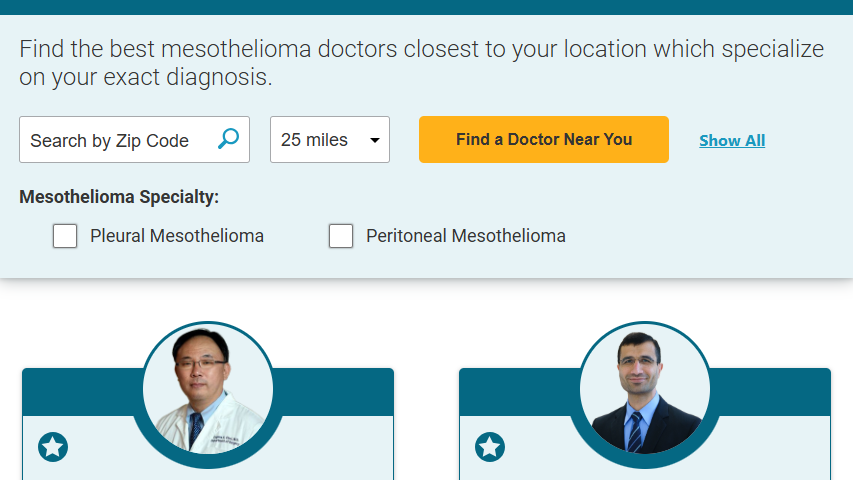 Find the best mesothelioma doctors closest to your location which specialize
on your exact diagnosis.
Search by Zip Code
25 miles
Find a Doctor Near You
Show All
Mesothelioma Specialty:
Pleural Mesothelioma
Peritoneal Mesothelioma